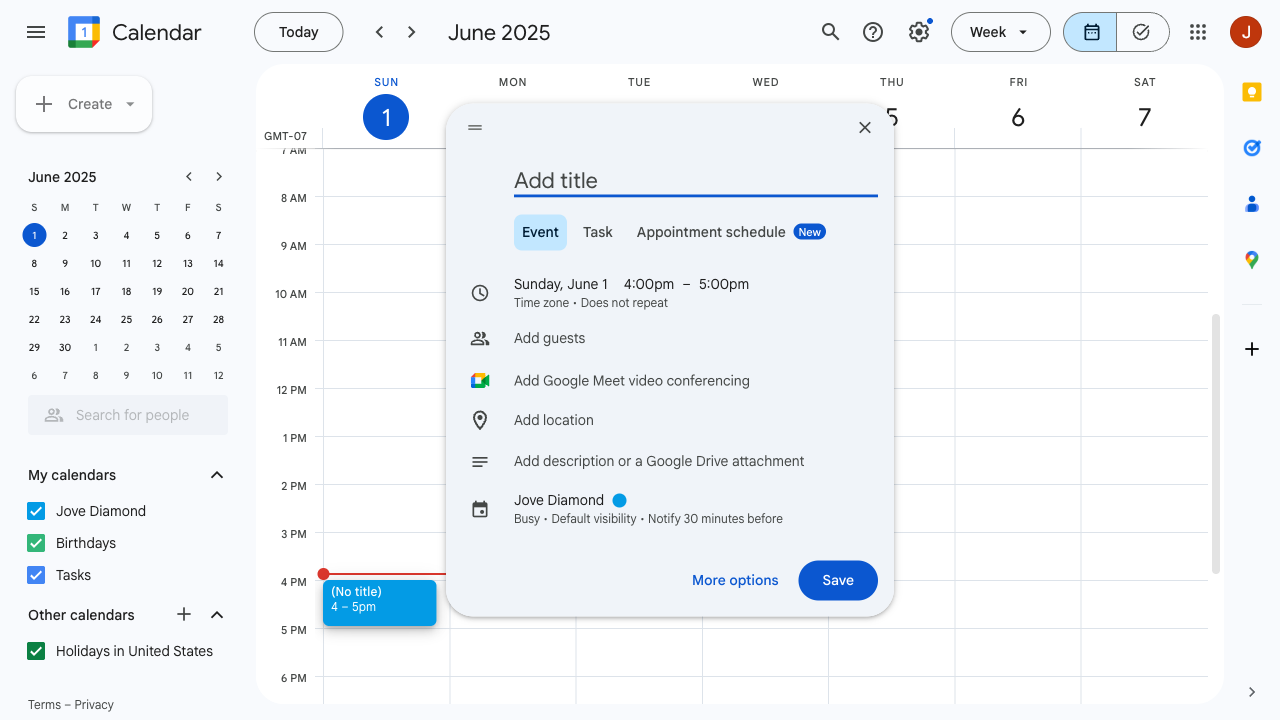 1
Calendar
Today
June 2025
Week
J
Create
June 2025
S M T W T F S
1 2 3 4 5 6 7
8 9 10 11 12 13 14
15 16 17 18 19 20 21
22 23 24 25 26 27 28
29 30 1 2 3 4 5
6 7 8 9 10 11 12
Search for people
My calendars
Jove Diamond
Birthdays
Tasks
Other calendars
Holidays in United States
Terms – Privacy
SUN MON TUE WED THU FRI SAT
1 5 6 7
GMT-07
7 AM
8 AM
9 AM
10 AM
11 AM
12 PM
1 PM
2 PM
3 PM
4 PM
5 PM
6 PM
(No title)
4 – 5pm
Add title
Event Task Appointment schedule New
Sunday, June 1 4:00pm – 5:00pm
Time zone • Does not repeat
Add guests
Add Google Meet video conferencing
Add location
Add description or a Google Drive attachment
Jove Diamond
Busy • Default visibility • Notify 30 minutes before
More options Save